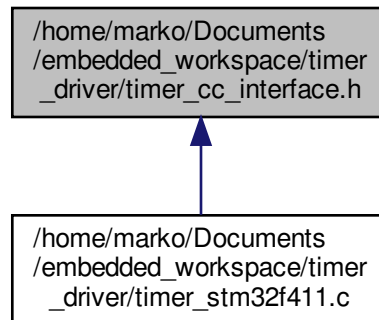 /home/marko/Documents
/embedded_workspace/timer
_driver/timer_cc_interface.h
/home/marko/Documents
/embedded_workspace/timer
_driver/timer_stm32f411.c